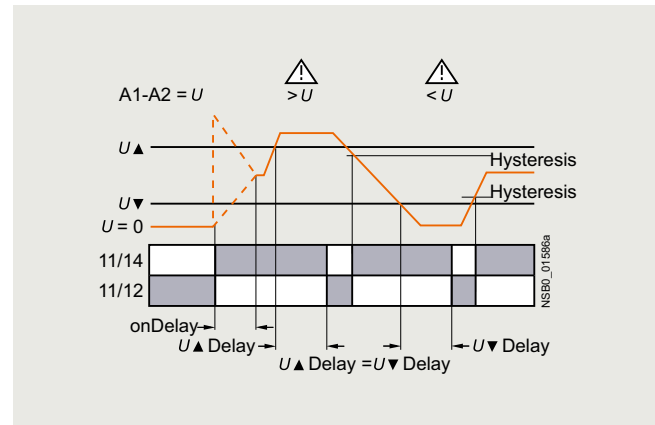 A1-A2 = U
> U
< U
U▲
Hysteresis
U▼
Hysteresis
U = 0
11/14
11/12
NSB0_01586a
onDelay
U▲Delay
U▼Delay
U▲Delay =U▼Delay